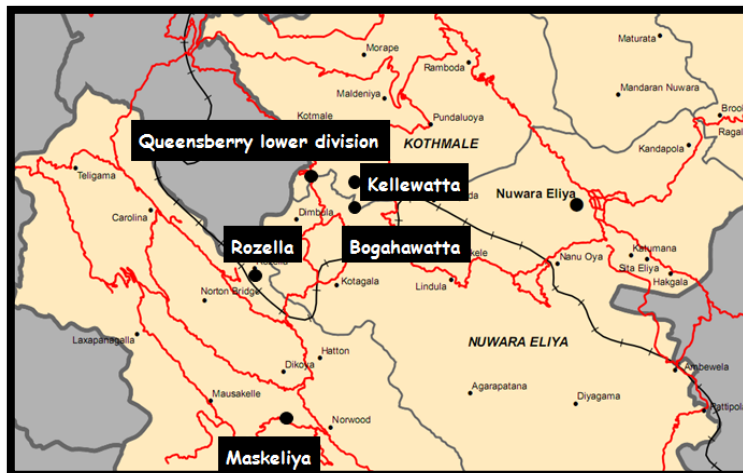 Maturata
Morape
Ramboda
Maldeniya
Mandaran Nuwara
Kotmale
Pundaluoya
Queensberry lower division
KOTHMALE
Kandapola
Teligama
Kellewatta
Nuwara Eliya
Carolina
Dimbula
Rozella
Bogahawatta
Nanu Oya
Katumana
Sita Eliya
Hakgala
Norton Bridge
Kotagala
Lindula
Laxapanagalla
Hatton
NUWARA ELIYA
Dikoya
Ambewela
Mausakelle
Agarapatana
Diyagama
Norwood
Maskeliya